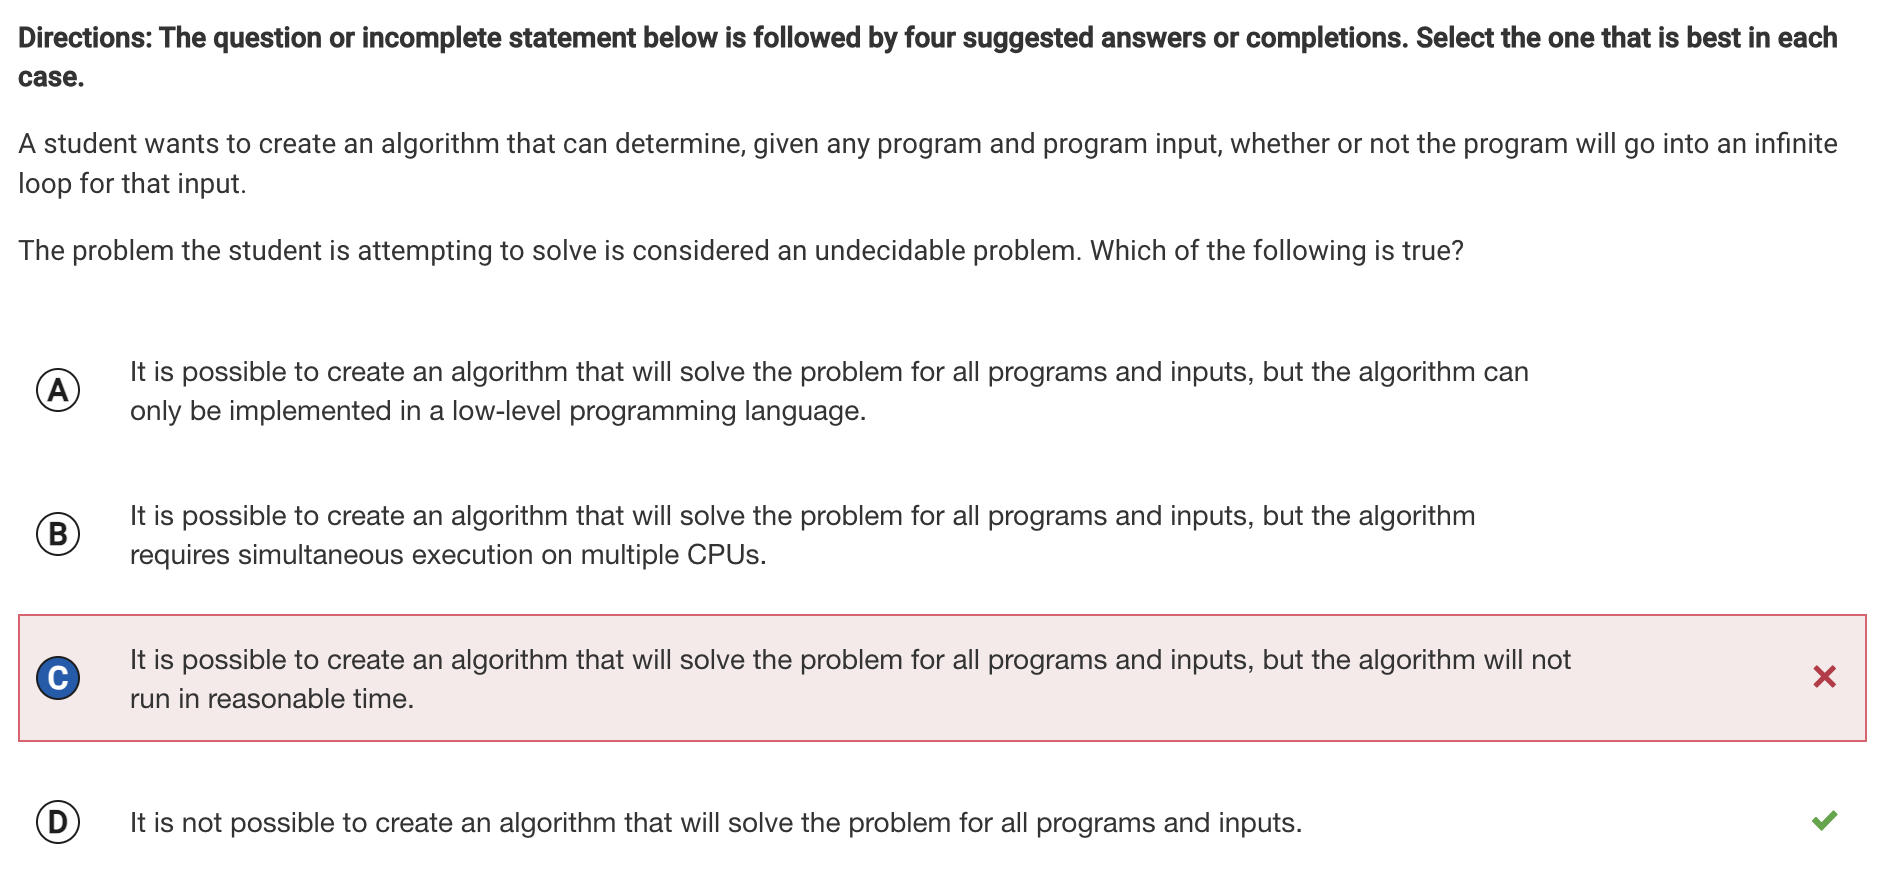 Directions: The question or incomplete statement below is followed by four suggested answers or completions. Select the one that is best in each
case.
A student wants to create an algorithm that can determine, given any program and program input, whether or not the program will go into an infinite
loop for that input.
The problem the student is attempting to solve is considered an undecidable problem. Which of the following is true?
A It is possible to create an algorithm that will solve the problem for all programs and inputs, but the algorithm can
only be implemented in a low-level programming language.
B It is possible to create an algorithm that will solve the problem for all programs and inputs, but the algorithm
requires simultaneous execution on multiple CPUs.
C It is possible to create an algorithm that will solve the problem for all programs and inputs, but the algorithm will not
run in reasonable time.
D It is not possible to create an algorithm that will solve the problem for all programs and inputs.